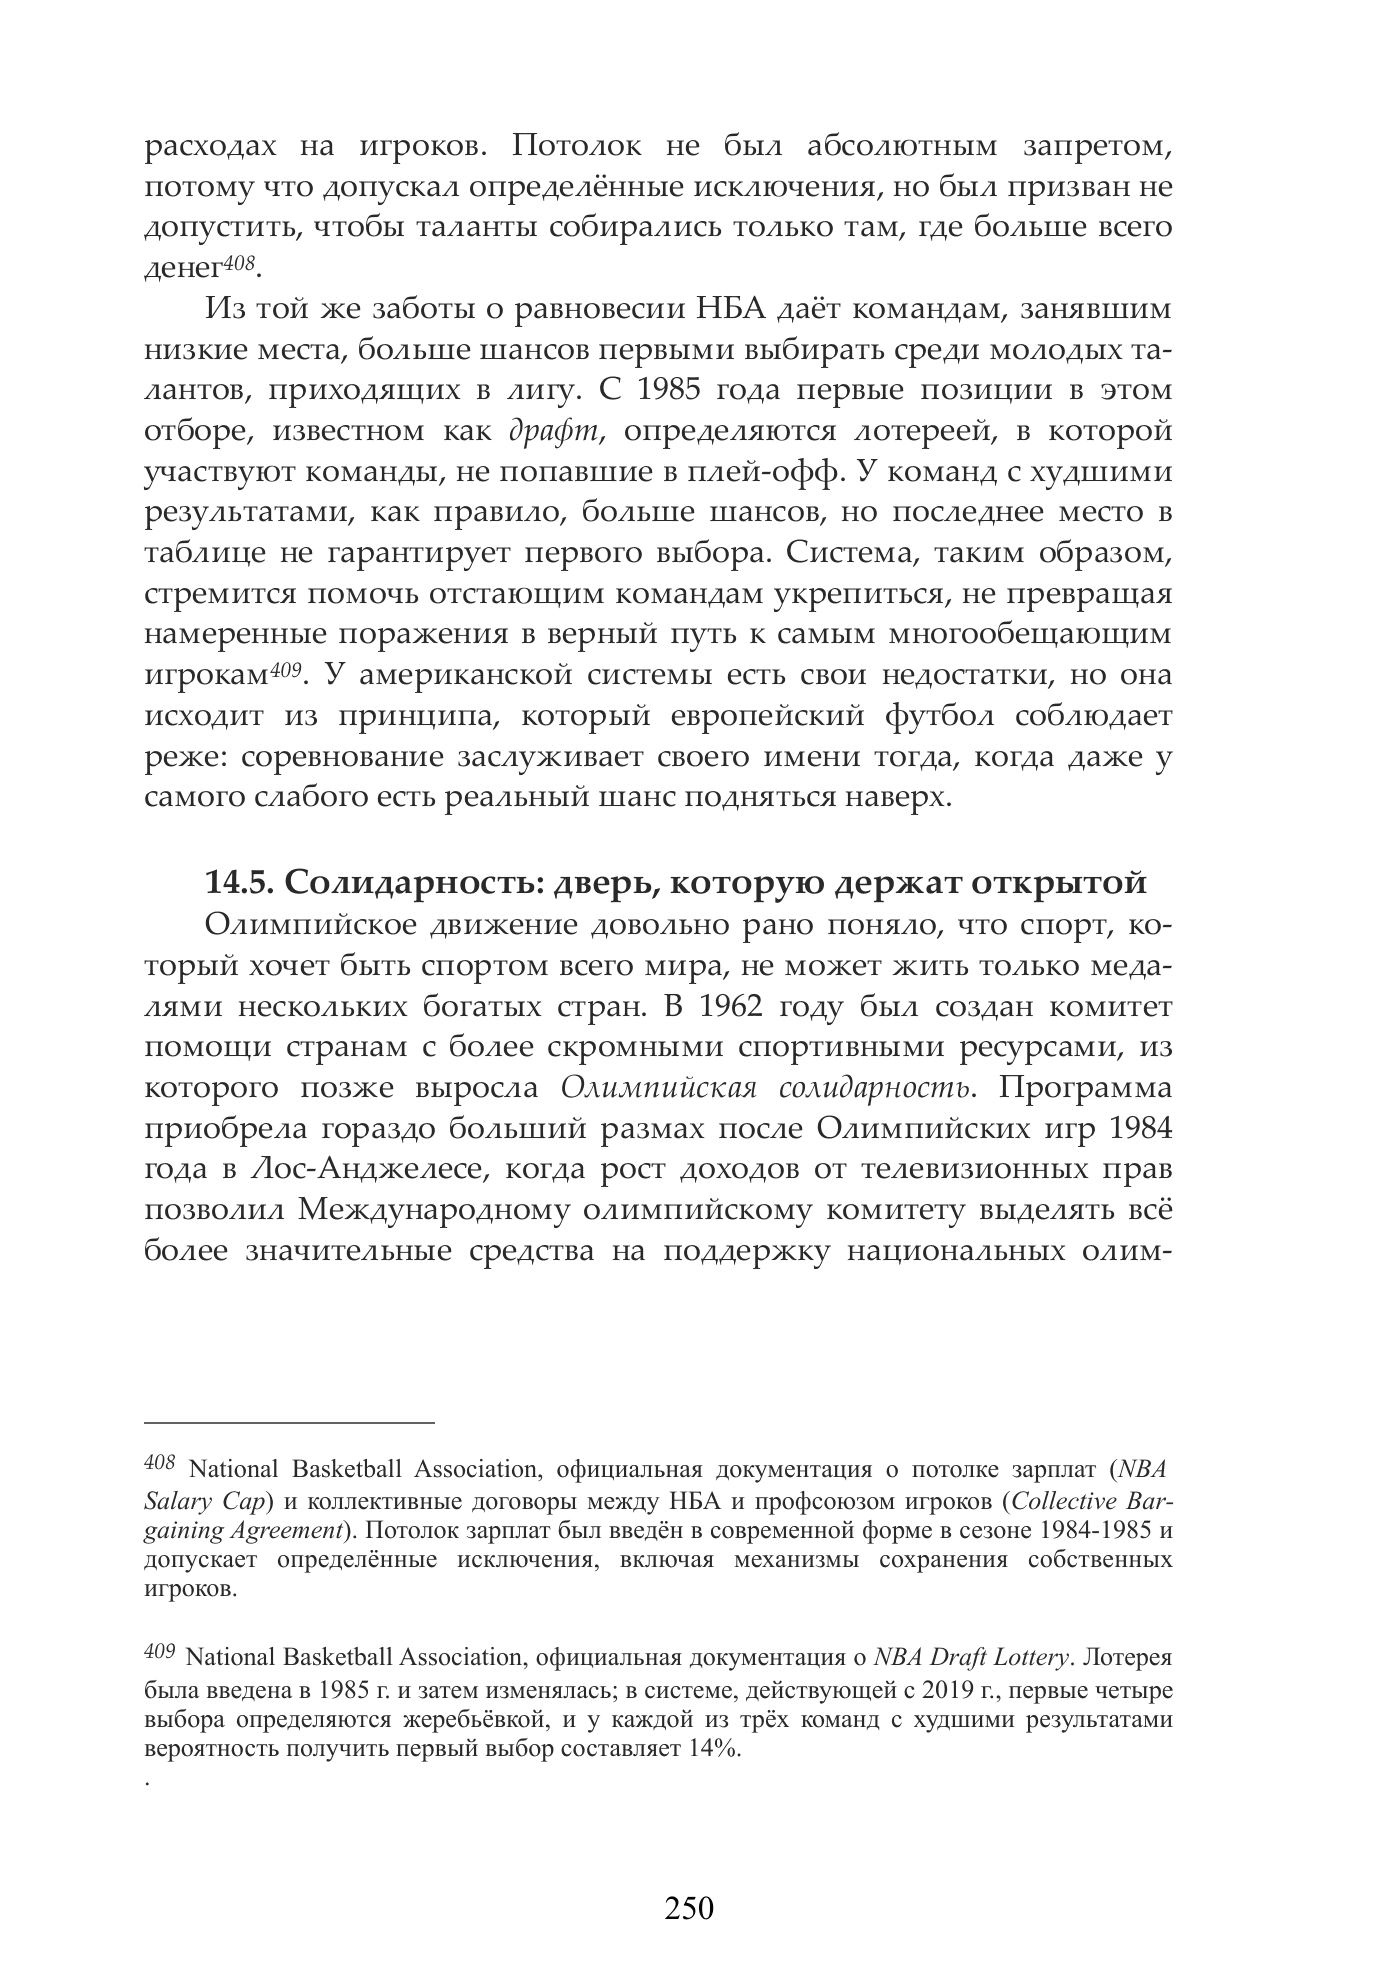 расходах на игроков. Потолок не был абсолютным запретом,
потому что допускал определённые исключения, но был призван не
допустить, чтобы таланты собирались только там, где больше всего
денег408.
Из той же заботы о равновесии НБА даёт командам, занявшим
низкие места, больше шансов первыми выбирать среди молодых та-
лантов, приходящих в лигу. С 1985 года первые позиции в этом
отборе, известном как драфт, определяются лотереей, в которой
участвуют команды, не попавшие в плей-офф. У команд с худшими
результатами, как правило, больше шансов, но последнее место в
таблице не гарантирует первого выбора. Система, таким образом,
стремится помочь отстающим командам укрепиться, не превращая
намеренные поражения в верный путь к самым многообещающим
игрокам409. У американской системы есть свои недостатки, но она
исходит из принципа, который европейский футбол соблюдает
реже: соревнование заслуживает своего имени тогда, когда даже у
самого слабого есть реальный шанс подняться наверх.
14.5. Солидарность: дверь, которую держат открытой
Олимпийское движение довольно рано поняло, что спорт, ко-
торый хочет быть спортом всего мира, не может жить только меда-
лями нескольких богатых стран. В 1962 году был создан комитет
помощи странам с более скромными спортивными ресурсами, из
которого позже выросла Олимпийская солидарность. Программа
приобрела гораздо больший размах после Олимпийских игр 1984
года в Лос-Анджелесе, когда рост доходов от телевизионных прав
позволил Международному олимпийскому комитету выделять всё
более значительные средства на поддержку национальных олим-
408 National Basketball Association, официальная документация о потолке зарплат (NBA
Salary Cap) и коллективные договоры между НБА и профсоюзом игроков (Collective Bar-
gaining Agreement). Потолок зарплат был введён в современной форме в сезоне 1984-1985 и
допускает определённые исключения, включая механизмы сохранения собственных
игроков.
409 National Basketball Association, официальная документация о NBA Draft Lottery. Лотерея
была введена в 1985 г. и затем изменялась; в системе, действующей с 2019 г., первые четыре
выбора определяются жеребьёвкой, и у каждой из трёх команд с худшими результатами
вероятность получить первый выбор составляет 14%.
.
250